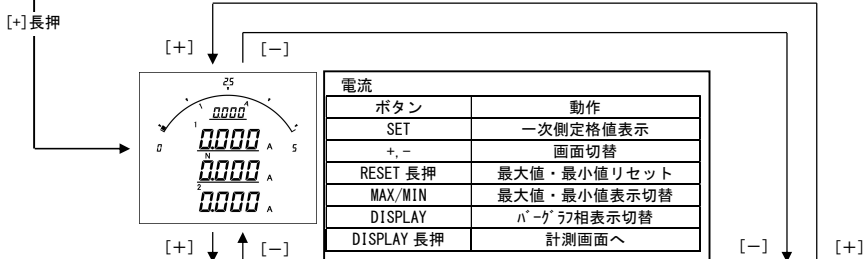 [+]長押
[+] [−]
25
0.000 A
0 5
1 0.000 A
N 0.000 A
2 0.000 A
電流
ボタン 動作
SET 一次側定格値表示
+,− 画面切替
RESET 長押 最大値・最小値リセット
MAX/MIN 最大値・最小値表示切替
DISPLAY バーグラフ相表示切替
DISPLAY 長押 計測画面へ
[+] [−] [−] [+]